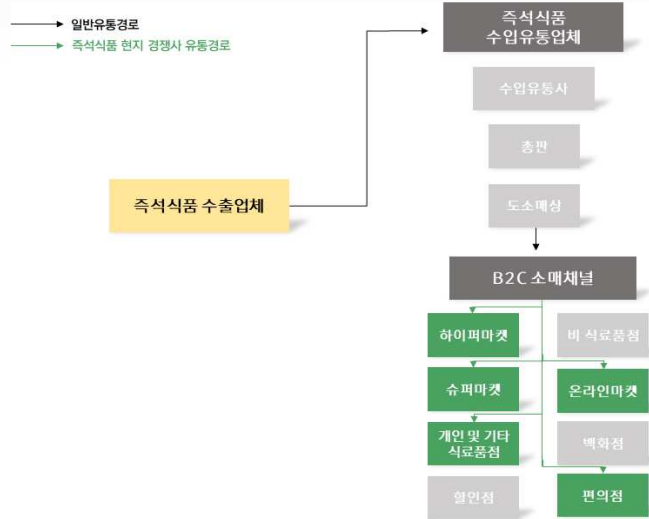 일반유통경로
즉석식품 현지 경쟁사 유통경로
즉석식품
수입유통업체
수입유통사
총판
도소매상
즉석식품 수출업체
B2C 소매채널
하이퍼마켓
비 식료품점
슈퍼마켓
온라인마켓
개인 및 기타
식료품점
백화점
할인점
편의점